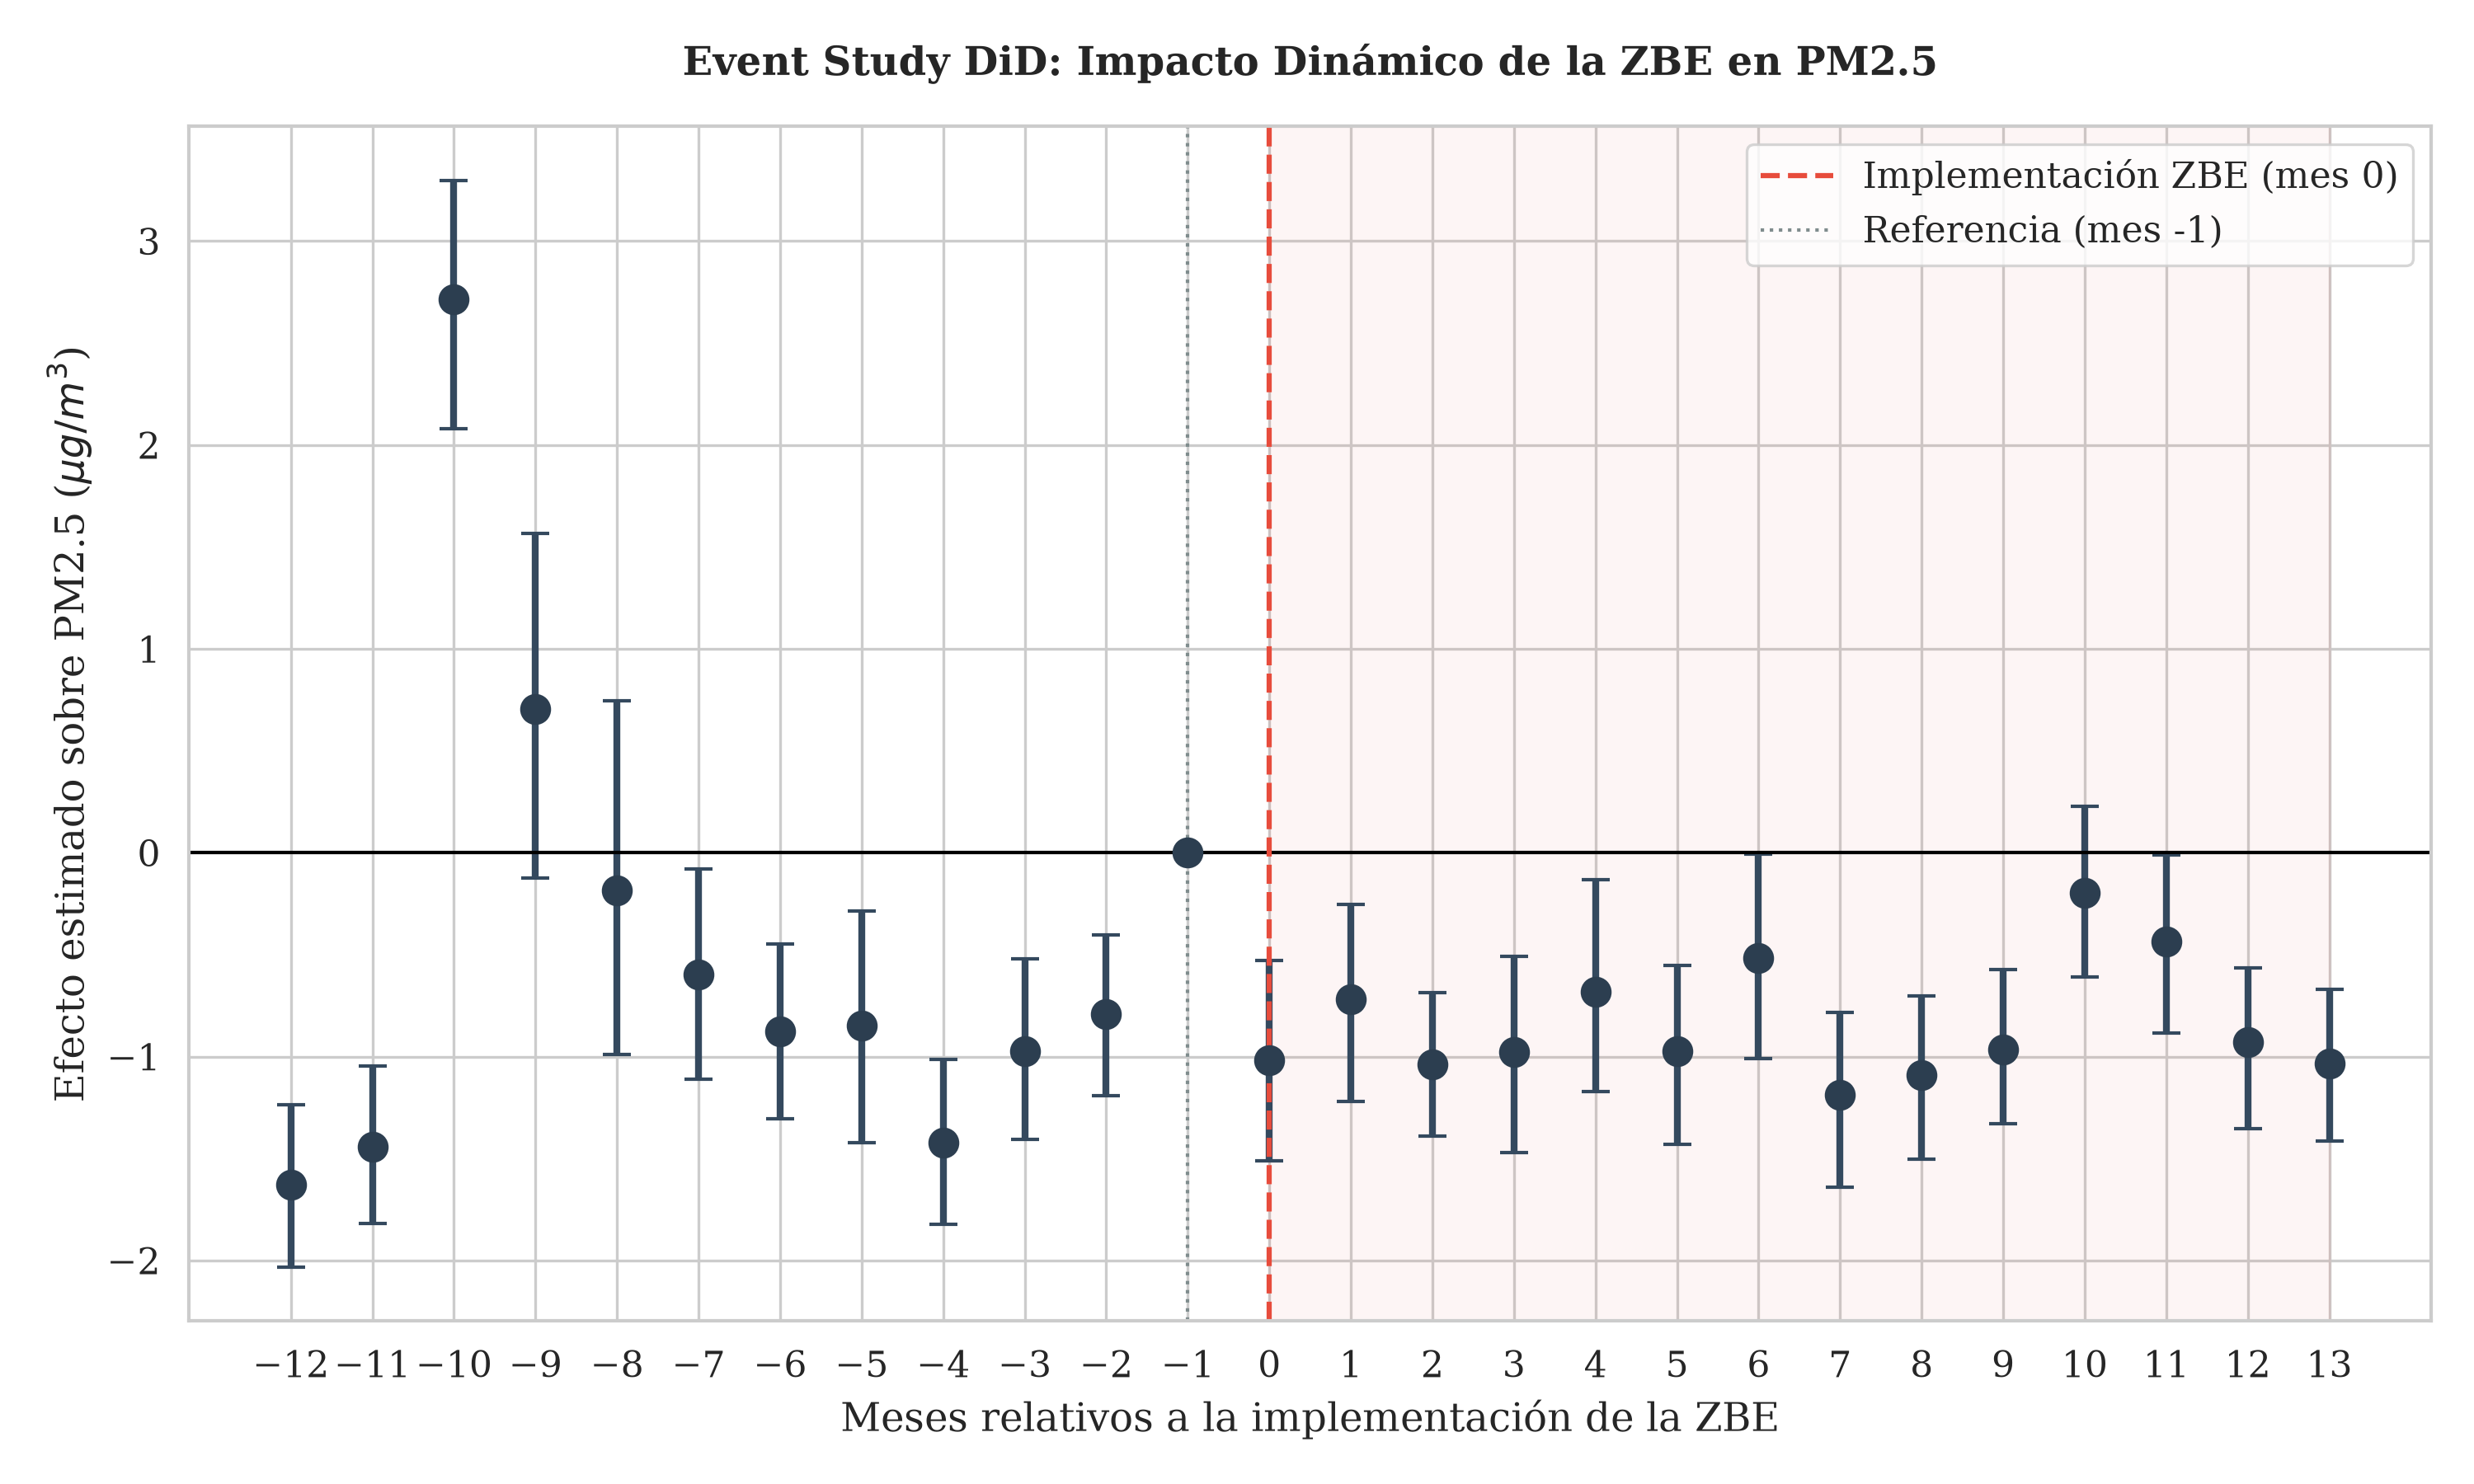 Event Study DiD: Impacto Dinámico de la ZBE en PM2.5
Implementación ZBE (mes 0)
Referencia (mes -1)
Efecto estimado sobre PM2.5 (μg/m³)
3
2
1
0
−1
−2
−12 −11 −10 −9 −8 −7 −6 −5 −4 −3 −2 −1 0 1 2 3 4 5 6 7 8 9 10 11 12 13
Meses relativos a la implementación de la ZBE